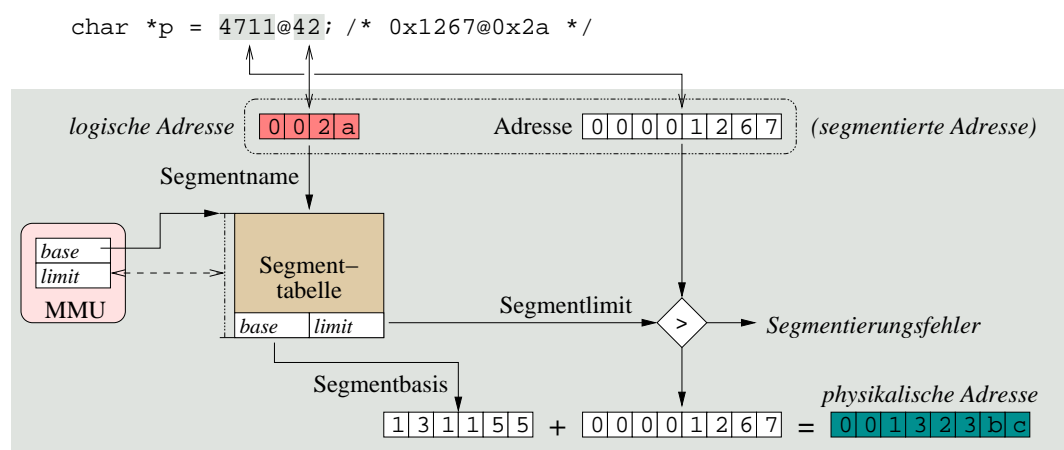 char *p = 4711@42; /* 0x1267@0x2a */
logische Adresse 0 0 2 a Adresse 0 0 0 0 1 2 6 7 (segmentierte Adresse)
Segmentname
base
limit
MMU
Segment–
tabelle
base limit
Segmentlimit
>
Segmentierungsfehler
Segmentbasis
physikalische Adresse
1 3 1 1 5 5 + 0 0 0 0 1 2 6 7 = 0 0 1 3 2 3 b c